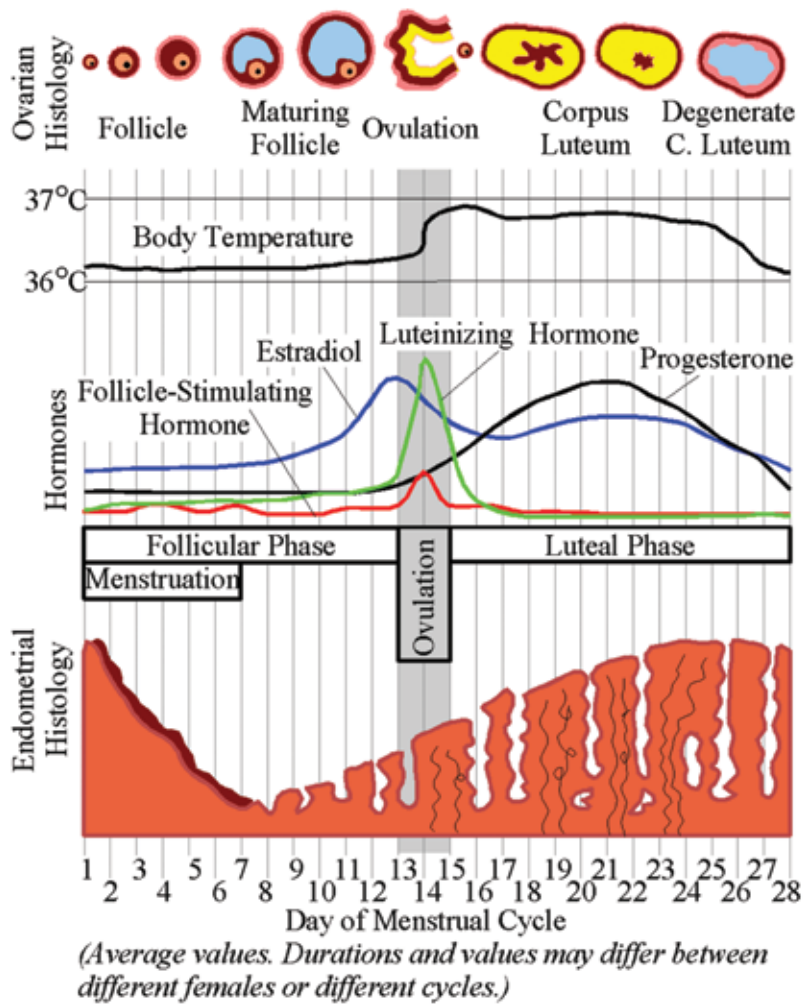 Ovarian
Histology
Follicle
Maturing
Follicle
Ovulation
Corpus
Luteum
Degenerate
C. Luteum
37°C
Body Temperature
36°C
Hormones
Estradiol
Luteinizing Hormone
Progesterone
Follicle-Stimulating
Hormone
Follicular Phase
Luteal Phase
Menstruation
Ovulation
Endometrial
Histology
1 3 5 7 9 11 13 15 17 19 21 23 25 27
2 4 6 8 10 12 14 16 18 20 22 24 26 28
Day of Menstrual Cycle
(Average values. Durations and values may differ between
different females or different cycles.)